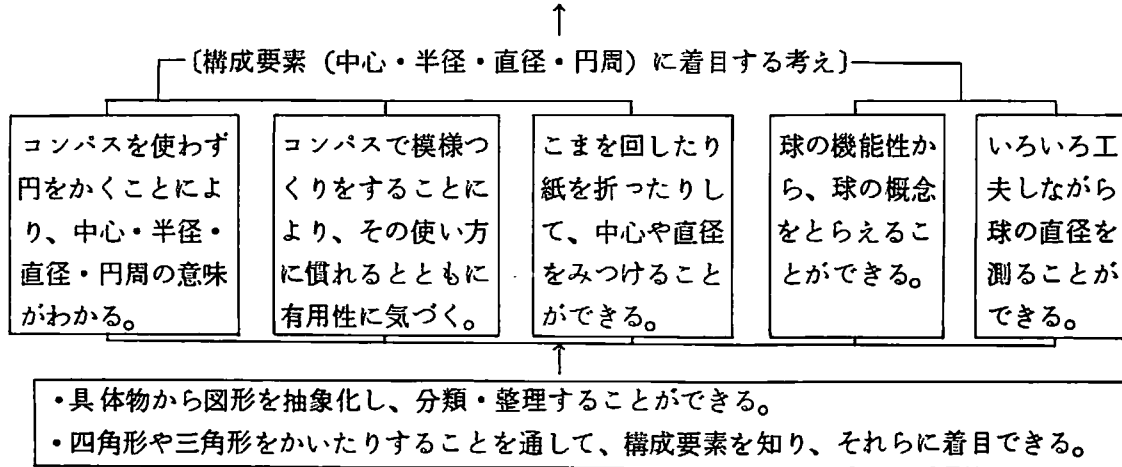 〔構成要素（中心・半径・直径・円周）に着目する考え〕
コンパスを使わず
円をかくことによ
り、中心・半径・
直径・円周の意味
がわかる。
コンパスで模様つ
くりをすることに
より、その使い方
に慣れるとともに
有用性に気づく。
こまを回したり
紙を折ったりし
て、中心や直径
をみつけること
ができる。
球の機能性か
ら、球の概念
をとらえるこ
とができる。
いろいろ工
夫しながら
球の直径を
測ることが
できる。
・具体物から図形を抽象化し、分類・整理することができる。
・四角形や三角形をかいたりすることを通して、構成要素を知り、それらに着目できる。